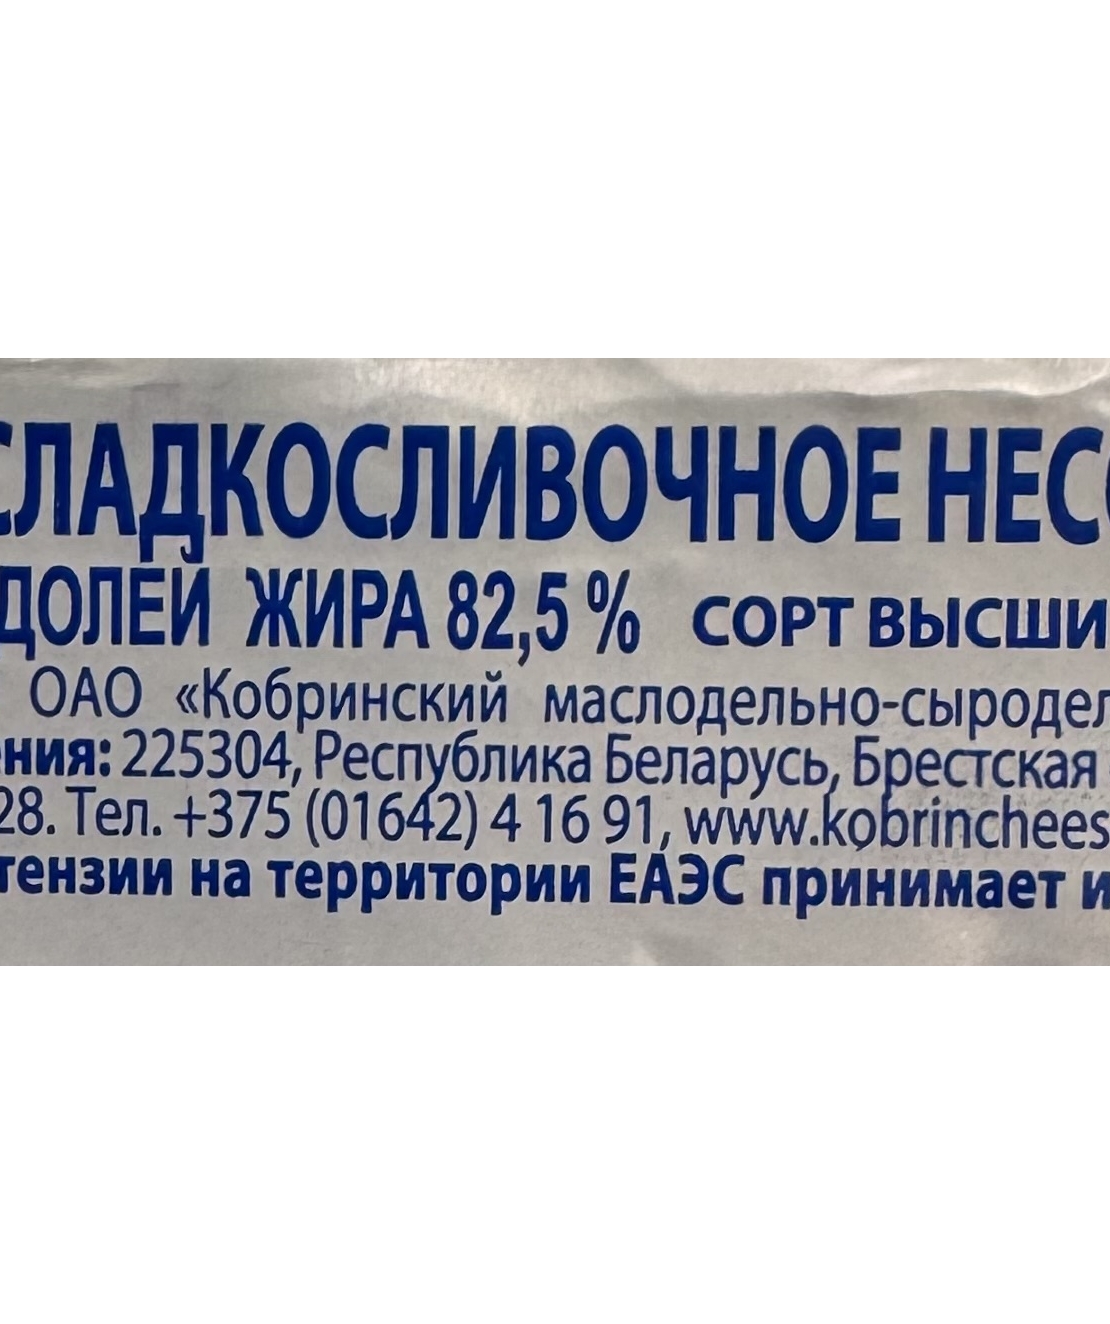 СЛАДКОСЛИВОЧНОЕ НЕС
ДОЛЕЙ ЖИРА 82,5 % СОРТ ВЫСШИ
ОАО «Кобринский маслодельно-сыродел
ения: 225304, Республика Беларусь, Брестская
28. Тел. +375 (01642) 4 16 91, www.kobrinchees
тензии на территории ЕАЭС принимает и